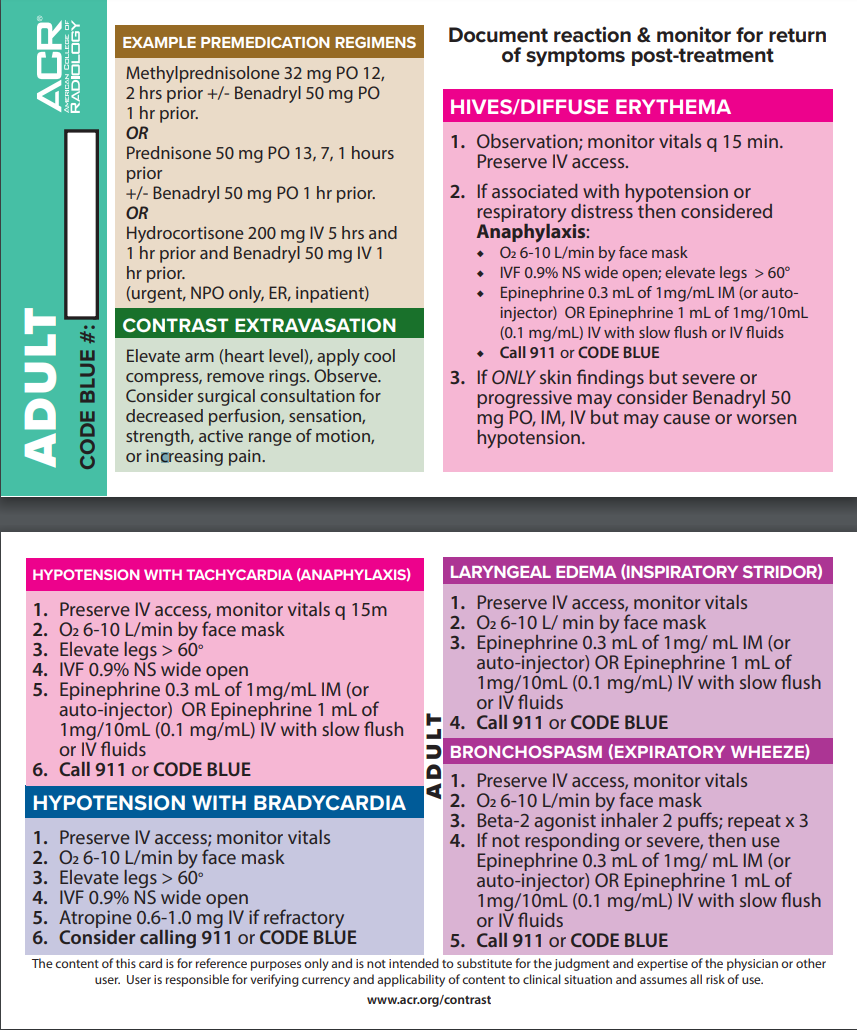 ACR®
AMERICAN COLLEGE OF
RADIOLOGY
ADULT
CODE BLUE #:
EXAMPLE PREMEDICATION REGIMENS
Methylprednisolone 32 mg PO 12,
2 hrs prior +/- Benadryl 50 mg PO
1 hr prior.
OR
Prednisone 50 mg PO 13, 7, 1 hours
prior
+/- Benadryl 50 mg PO 1 hr prior.
OR
Hydrocortisone 200 mg IV 5 hrs and
1 hr prior and Benadryl 50 mg IV 1
hr prior.
(urgent, NPO only, ER, inpatient)
CONTRAST EXTRAVASATION
Elevate arm (heart level), apply cool
compress, remove rings. Observe.
Consider surgical consultation for
decreased perfusion, sensation,
strength, active range of motion,
or increasing pain.
Document reaction & monitor for return
of symptoms post-treatment
HIVES/DIFFUSE ERYTHEMA
1. Observation; monitor vitals q 15 min.
Preserve IV access.
2. If associated with hypotension or
respiratory distress then considered
Anaphylaxis:
◆ O₂ 6-10 L/min by face mask
◆ IVF 0.9% NS wide open; elevate legs > 60°
◆ Epinephrine 0.3 mL of 1mg/mL IM (or auto-
injector) OR Epinephrine 1 mL of 1mg/10mL
(0.1 mg/mL) IV with slow flush or IV fluids
◆ Call 911 or CODE BLUE
3. If ONLY skin findings but severe or
progressive may consider Benadryl 50
mg PO, IM, IV but may cause or worsen
hypotension.
HYPOTENSION WITH TACHYCARDIA (ANAPHYLAXIS)
1. Preserve IV access, monitor vitals q 15m
2. O₂ 6-10 L/min by face mask
3. Elevate legs > 60°
4. IVF 0.9% NS wide open
5. Epinephrine 0.3 mL of 1mg/mL IM (or
auto-injector) OR Epinephrine 1 mL of
1mg/10mL (0.1 mg/mL) IV with slow flush
or IV fluids
6. Call 911 or CODE BLUE
HYPOTENSION WITH BRADYCARDIA
1. Preserve IV access; monitor vitals
2. O₂ 6-10 L/min by face mask
3. Elevate legs > 60°
4. IVF 0.9% NS wide open
5. Atropine 0.6-1.0 mg IV if refractory
6. Consider calling 911 or CODE BLUE
ADULT
LARYNGEAL EDEMA (INSPIRATORY STRIDOR)
1. Preserve IV access, monitor vitals
2. O₂ 6-10 L/ min by face mask
3. Epinephrine 0.3 mL of 1mg/ mL IM (or
auto-injector) OR Epinephrine 1 mL of
1mg/10mL (0.1 mg/mL) IV with slow flush
or IV fluids
4. Call 911 or CODE BLUE
BRONCHOSPASM (EXPIRATORY WHEEZE)
1. Preserve IV access, monitor vitals
2. O₂ 6-10 L/min by face mask
3. Beta-2 agonist inhaler 2 puffs; repeat x 3
4. If not responding or severe, then use
Epinephrine 0.3 mL of 1mg/ mL IM (or
auto-injector) OR Epinephrine 1 mL of
1mg/10mL (0.1 mg/mL) IV with slow flush
or IV fluids
5. Call 911 or CODE BLUE
The content of this card is for reference purposes only and is not intended to substitute for the judgment and expertise of the physician or other
user. User is responsible for verifying currency and applicability of content to clinical situation and assumes all risk of use.
www.acr.org/contrast